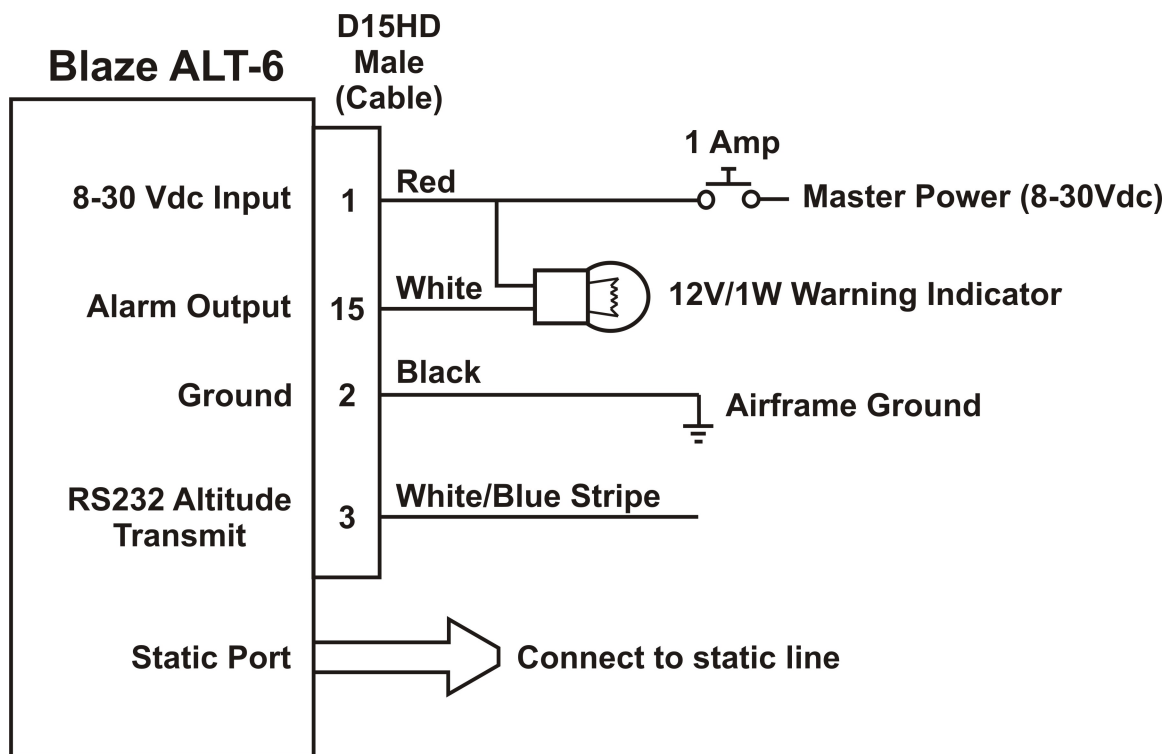 D15HD
Male
(Cable)
Blaze ALT-6
1 Amp
8-30 Vdc Input
1
Red
Master Power (8-30Vdc)
Alarm Output
15
White
12V/1W Warning Indicator
Ground
2
Black
Airframe Ground
RS232 Altitude
Transmit
3
White/Blue Stripe
Static Port
Connect to static line